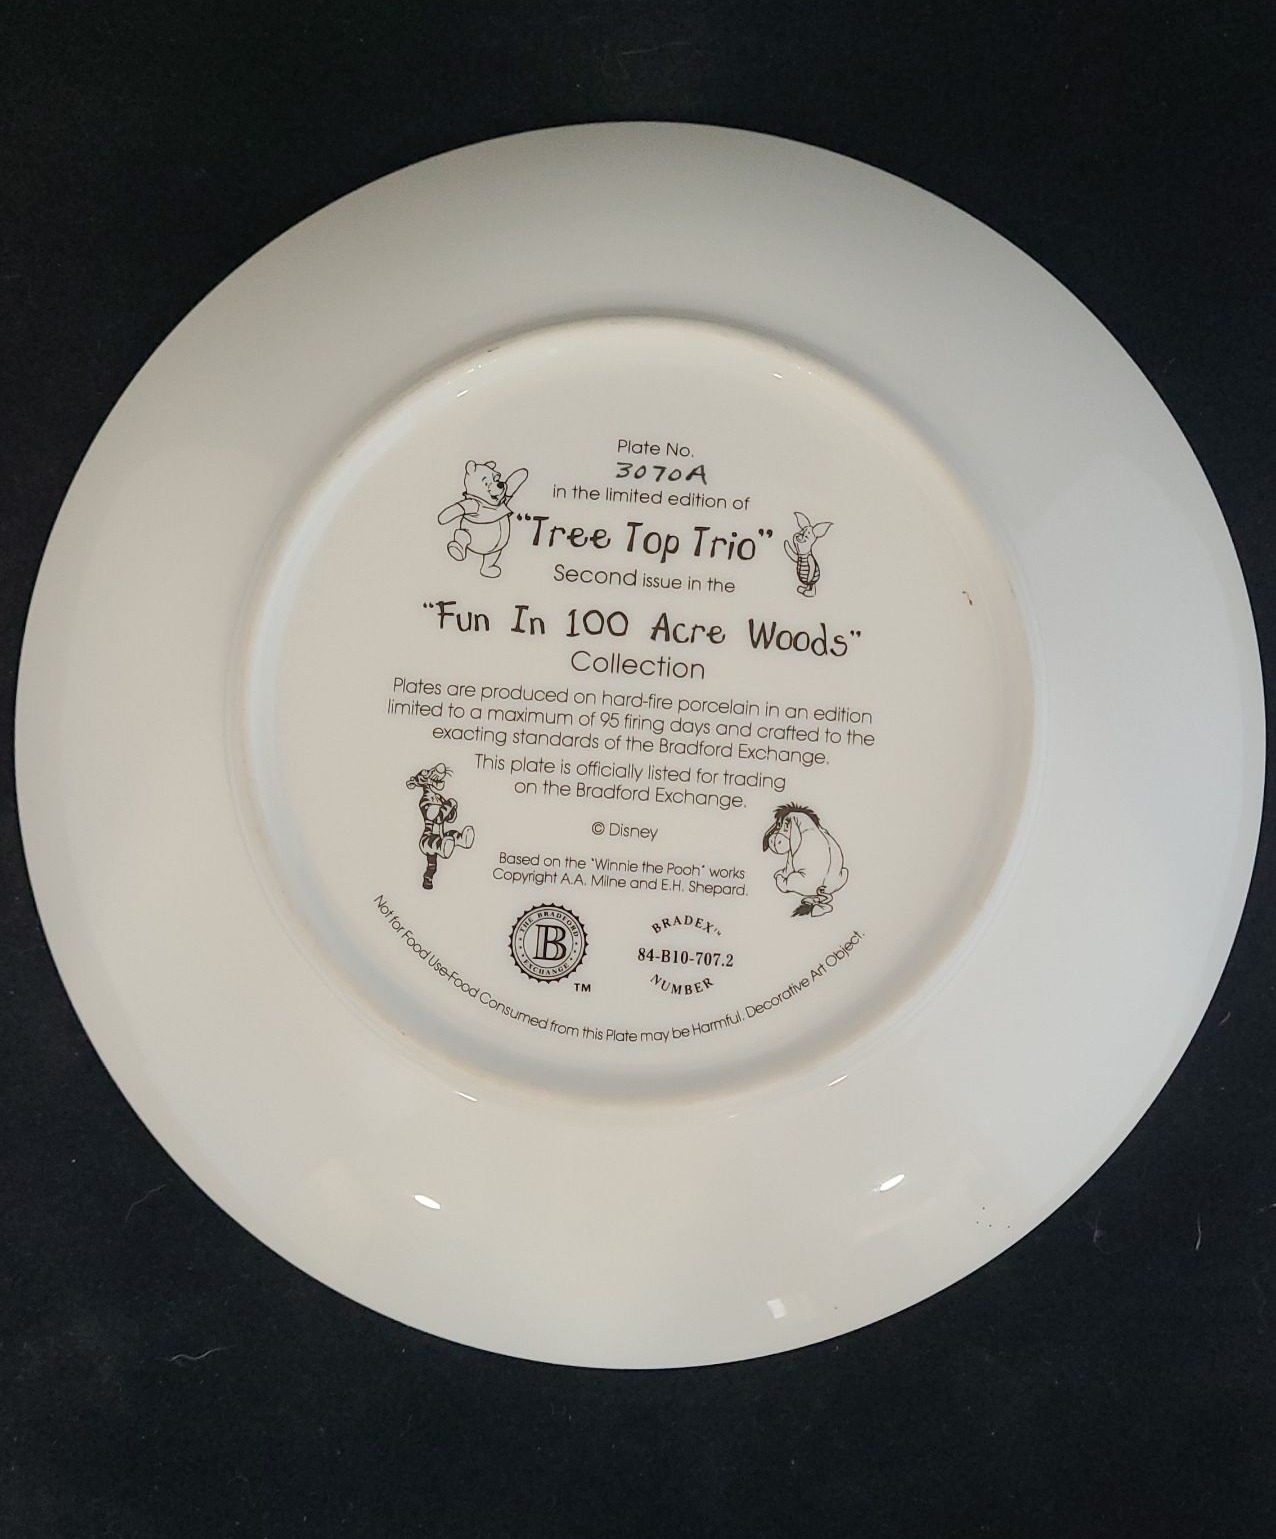 Plate No.
3070A
in the limited edition of
"Tree Top Trio"
Second issue in the
"Fun In 100 Acre Woods"
Collection
Plates are produced on hard-fire porcelain in an edition
limited to a maximum of 95 firing days and crafted to the
exacting standards of the Bradford Exchange.
This plate is officially listed for trading
on the Bradford Exchange.
© Disney
Based on the "Winnie the Pooh" works
Copyright A.A. Milne and E.H. Shepard.
THE BRADFORD
B
EXCHANGE
TM
BRADEX™
84-B10-707.2
NUMBER
Not for Food Use-Food Consumed from this Plate may be Harmful. Decorative Art Object.